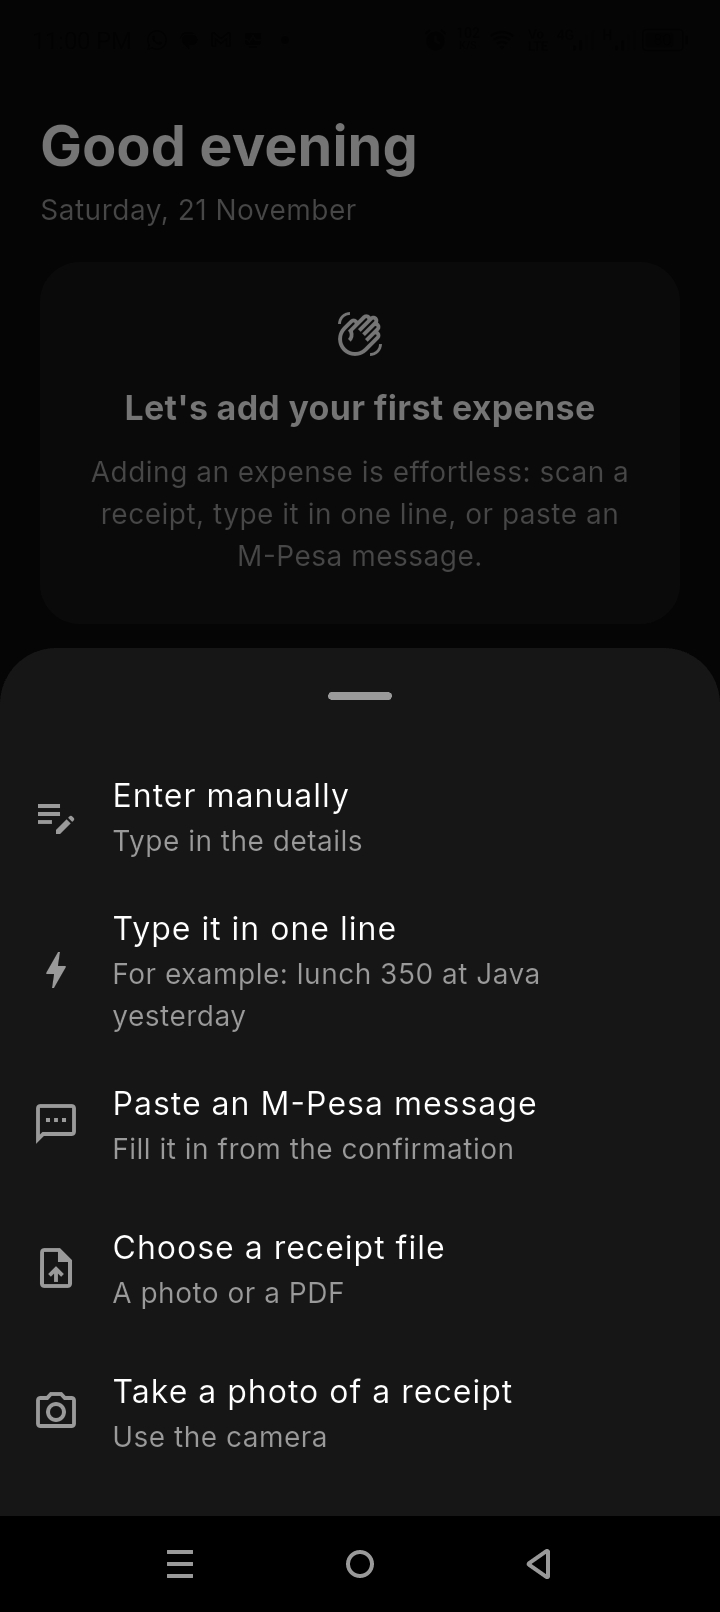 11:00 PM
Good evening
Saturday, 21 November
Let's add your first expense
Adding an expense is effortless: scan a
receipt, type it in one line, or paste an
M-Pesa message.
Enter manually
Type in the details
Type it in one line
For example: lunch 350 at Java
yesterday
Paste an M-Pesa message
Fill it in from the confirmation
Choose a receipt file
A photo or a PDF
Take a photo of a receipt
Use the camera